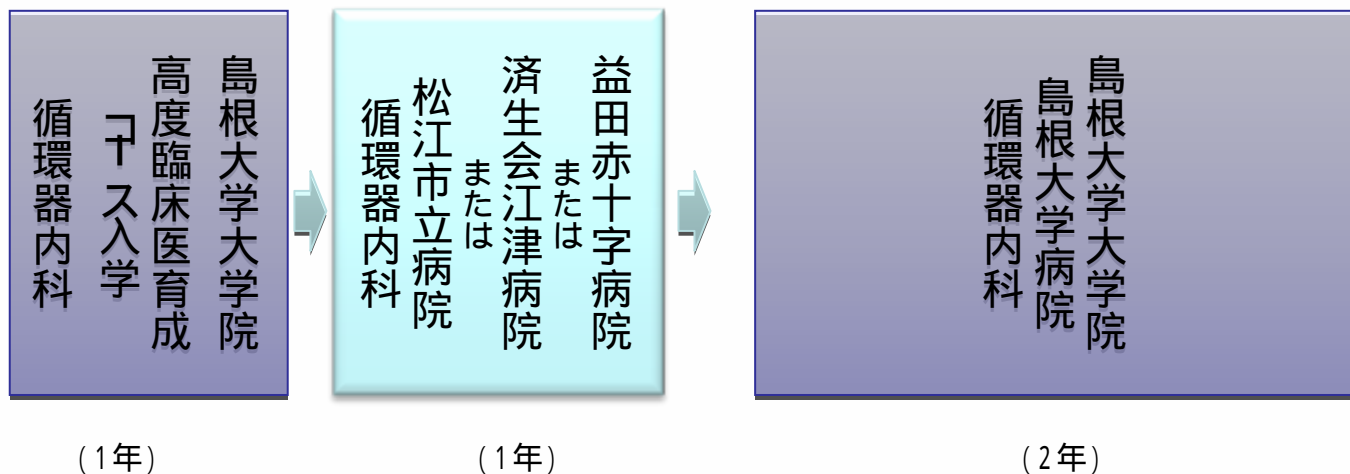 島根大学大学院
高度臨床医育成
コース入学
循環器内科
益田赤十字病院
または
済生会江津病院
または
松江市立病院
循環器内科
島根大学大学院
島根大学病院
循環器内科
(1年)
(1年)
(2年)